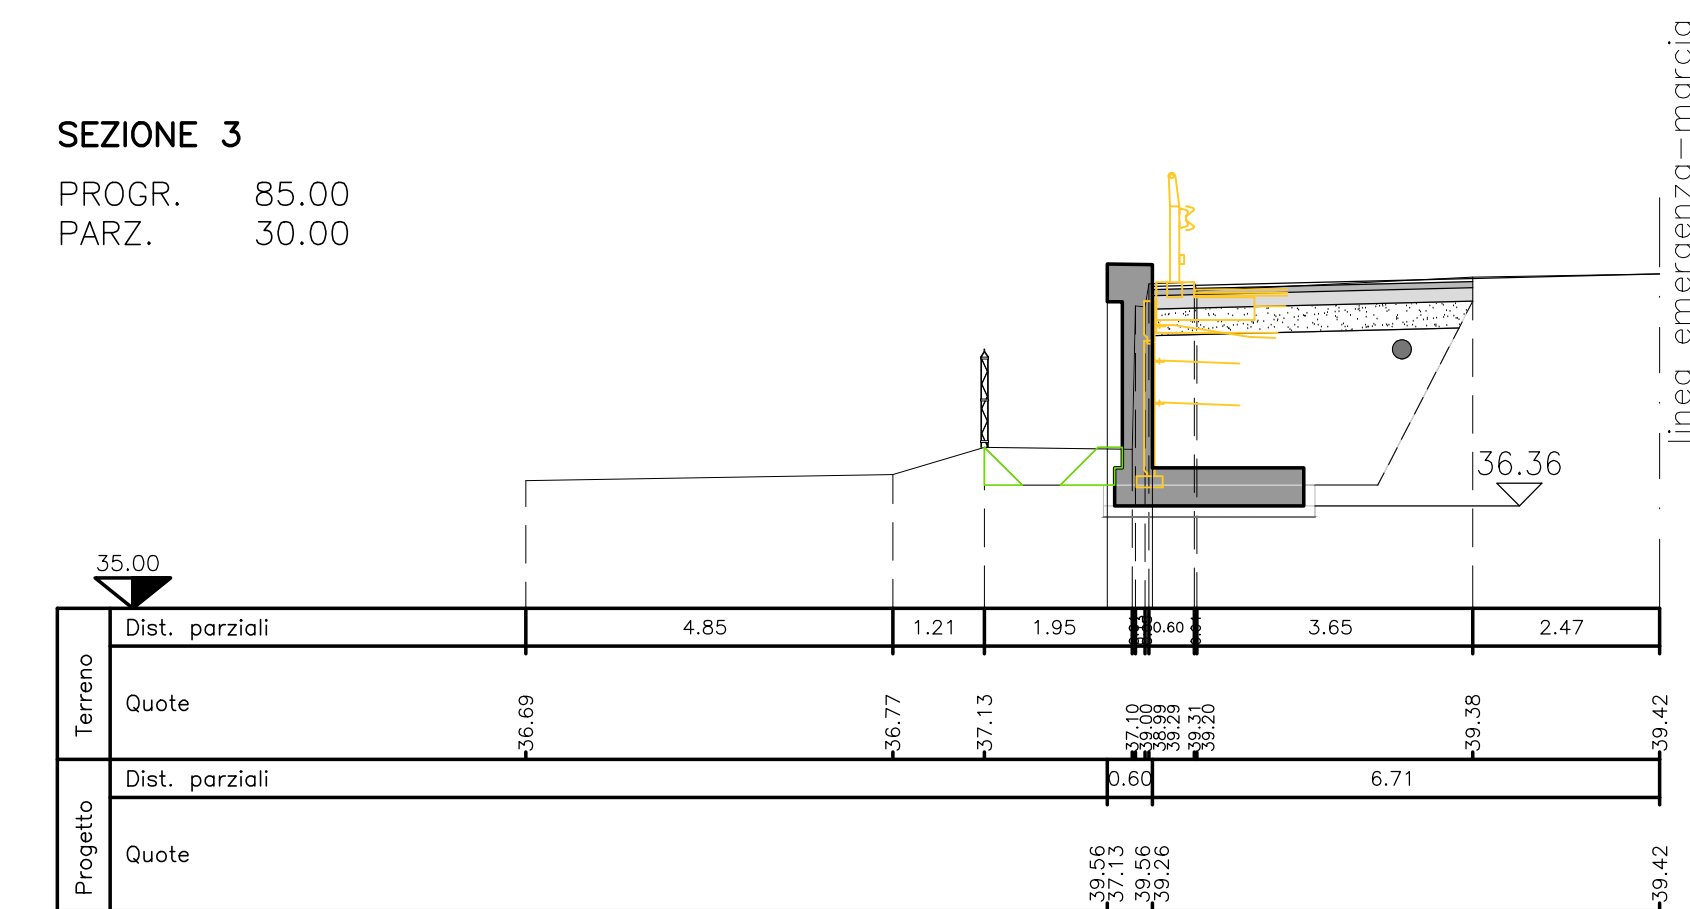 SEZIONE 3
PROGR. 85.00
PARZ. 30.00
linea emergenza-marcia
36.36
35.00
Terreno
Dist. parziali 4.85 1.21 1.95 0.60 3.65 2.47
Quote 36.69 36.77 37.13 37.10 39.00 38.99 39.29 39.31 39.20 39.38 39.42
Progetto
Dist. parziali 0.60 6.71
Quote 39.56 37.13 39.56 39.26 39.42